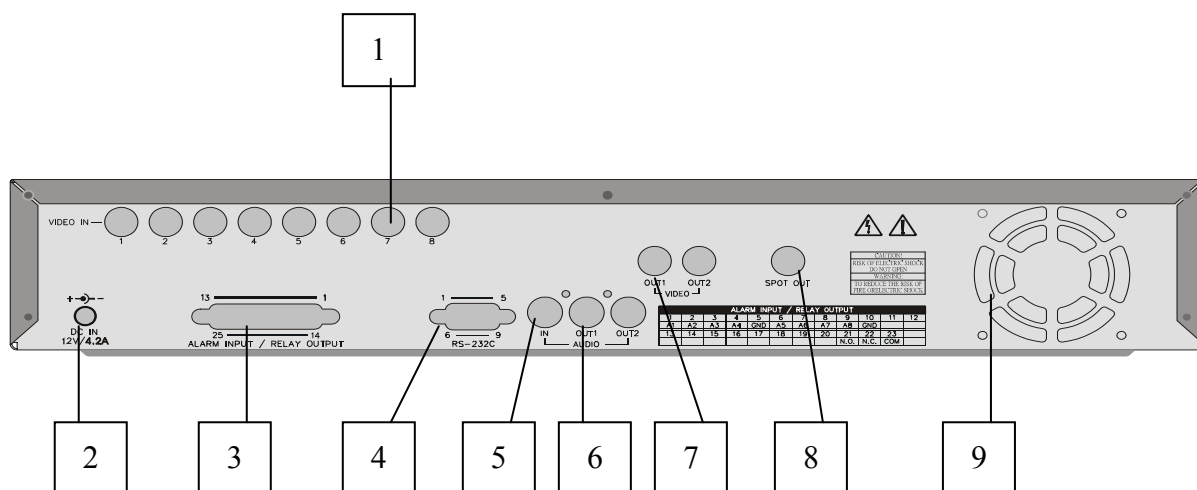 1
VIDEO IN
1 2 3 4 5 6 7 8
OUT1 OUT2
VIDEO
SPOT OUT
CAUTION!
RISK OF ELECTRIC SHOCK
DO NOT OPEN
WARNING:
TO REDUCE THE RISK OF
FIRE ORELECTRIC SHOCK.
+ -
DC IN
12V/4.2A
13 1
25 14
ALARM INPUT / RELAY OUTPUT
1 5
6 9
RS-232C
IN OUT1 OUT2
AUDIO
ALARM INPUT / RELAY OUTPUT
1 2 3 4 5 6 7 8 9 10 11 12
A1 A2 A3 A4 GND A5 A6 A7 A8 GND
13 14 15 16 17 18 19 20 21 22 23
N.O. N.C. COM
2 3 4 5 6 7 8 9